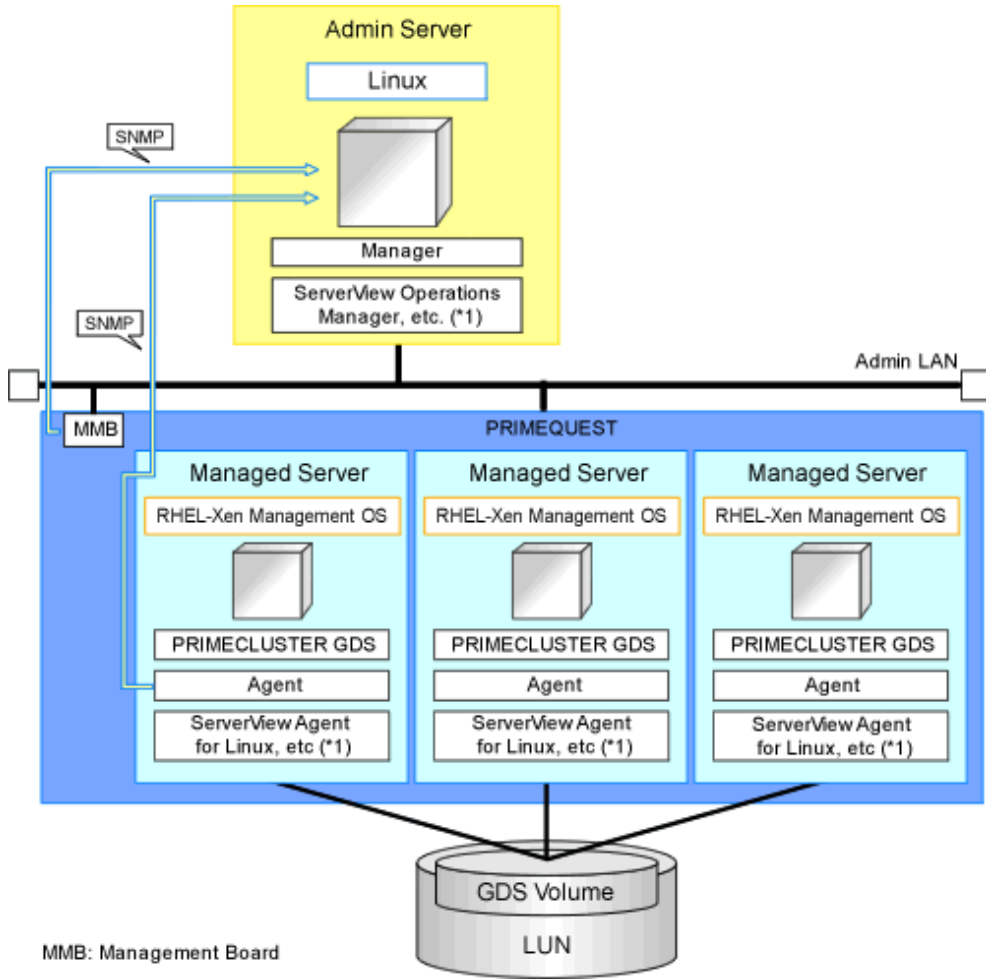 Admin Server
Linux
SNMP
Manager
ServerView Operations
Manager, etc. (*1)
SNMP
Admin LAN
MMB
PRIMEQUEST
Managed Server
RHEL-Xen Management OS
PRIMECLUSTER GDS
Agent
ServerView Agent
for Linux, etc (*1)
Managed Server
RHEL-Xen Management OS
PRIMECLUSTER GDS
Agent
ServerView Agent
for Linux, etc (*1)
Managed Server
RHEL-Xen Management OS
PRIMECLUSTER GDS
Agent
ServerView Agent
for Linux, etc (*1)
GDS Volume
LUN
MMB: Management Board